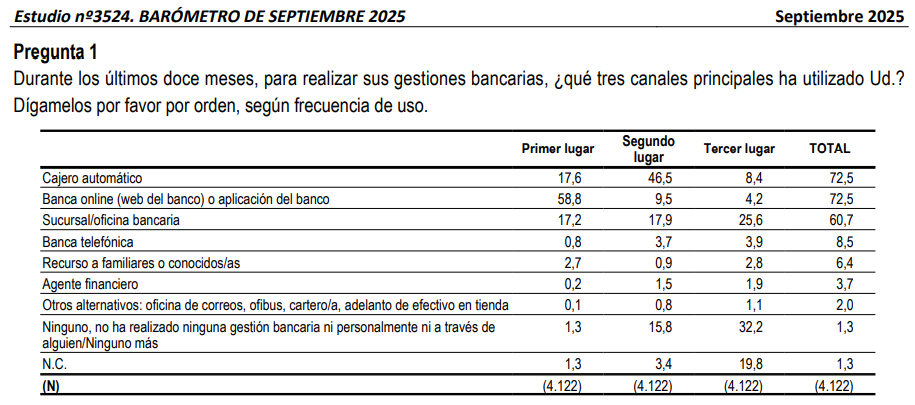 Estudio nº3524. BARÓMETRO DE SEPTIEMBRE 2025 Septiembre 2025
Pregunta 1
Durante los últimos doce meses, para realizar sus gestiones bancarias, ¿qué tres canales principales ha utilizado Ud.?
Dígamelos por favor por orden, según frecuencia de uso.
Primer lugar Segundo lugar Tercer lugar TOTAL
Cajero automático 17,6 46,5 8,4 72,5
Banca online (web del banco) o aplicación del banco 58,8 9,5 4,2 72,5
Sucursal/oficina bancaria 17,2 17,9 25,6 60,7
Banca telefónica 0,8 3,7 3,9 8,5
Recurso a familiares o conocidos/as 2,7 0,9 2,8 6,4
Agente financiero 0,2 1,5 1,9 3,7
Otros alternativos: oficina de correos, ofibus, cartero/a, adelanto de efectivo en tienda 0,1 0,8 1,1 2,0
Ninguno, no ha realizado ninguna gestión bancaria ni personalmente ni a través de 1,3 15,8 32,2 1,3
alguien/Ninguno más
N.C. 1,3 3,4 19,8 1,3
(N) (4.122) (4.122) (4.122) (4.122)